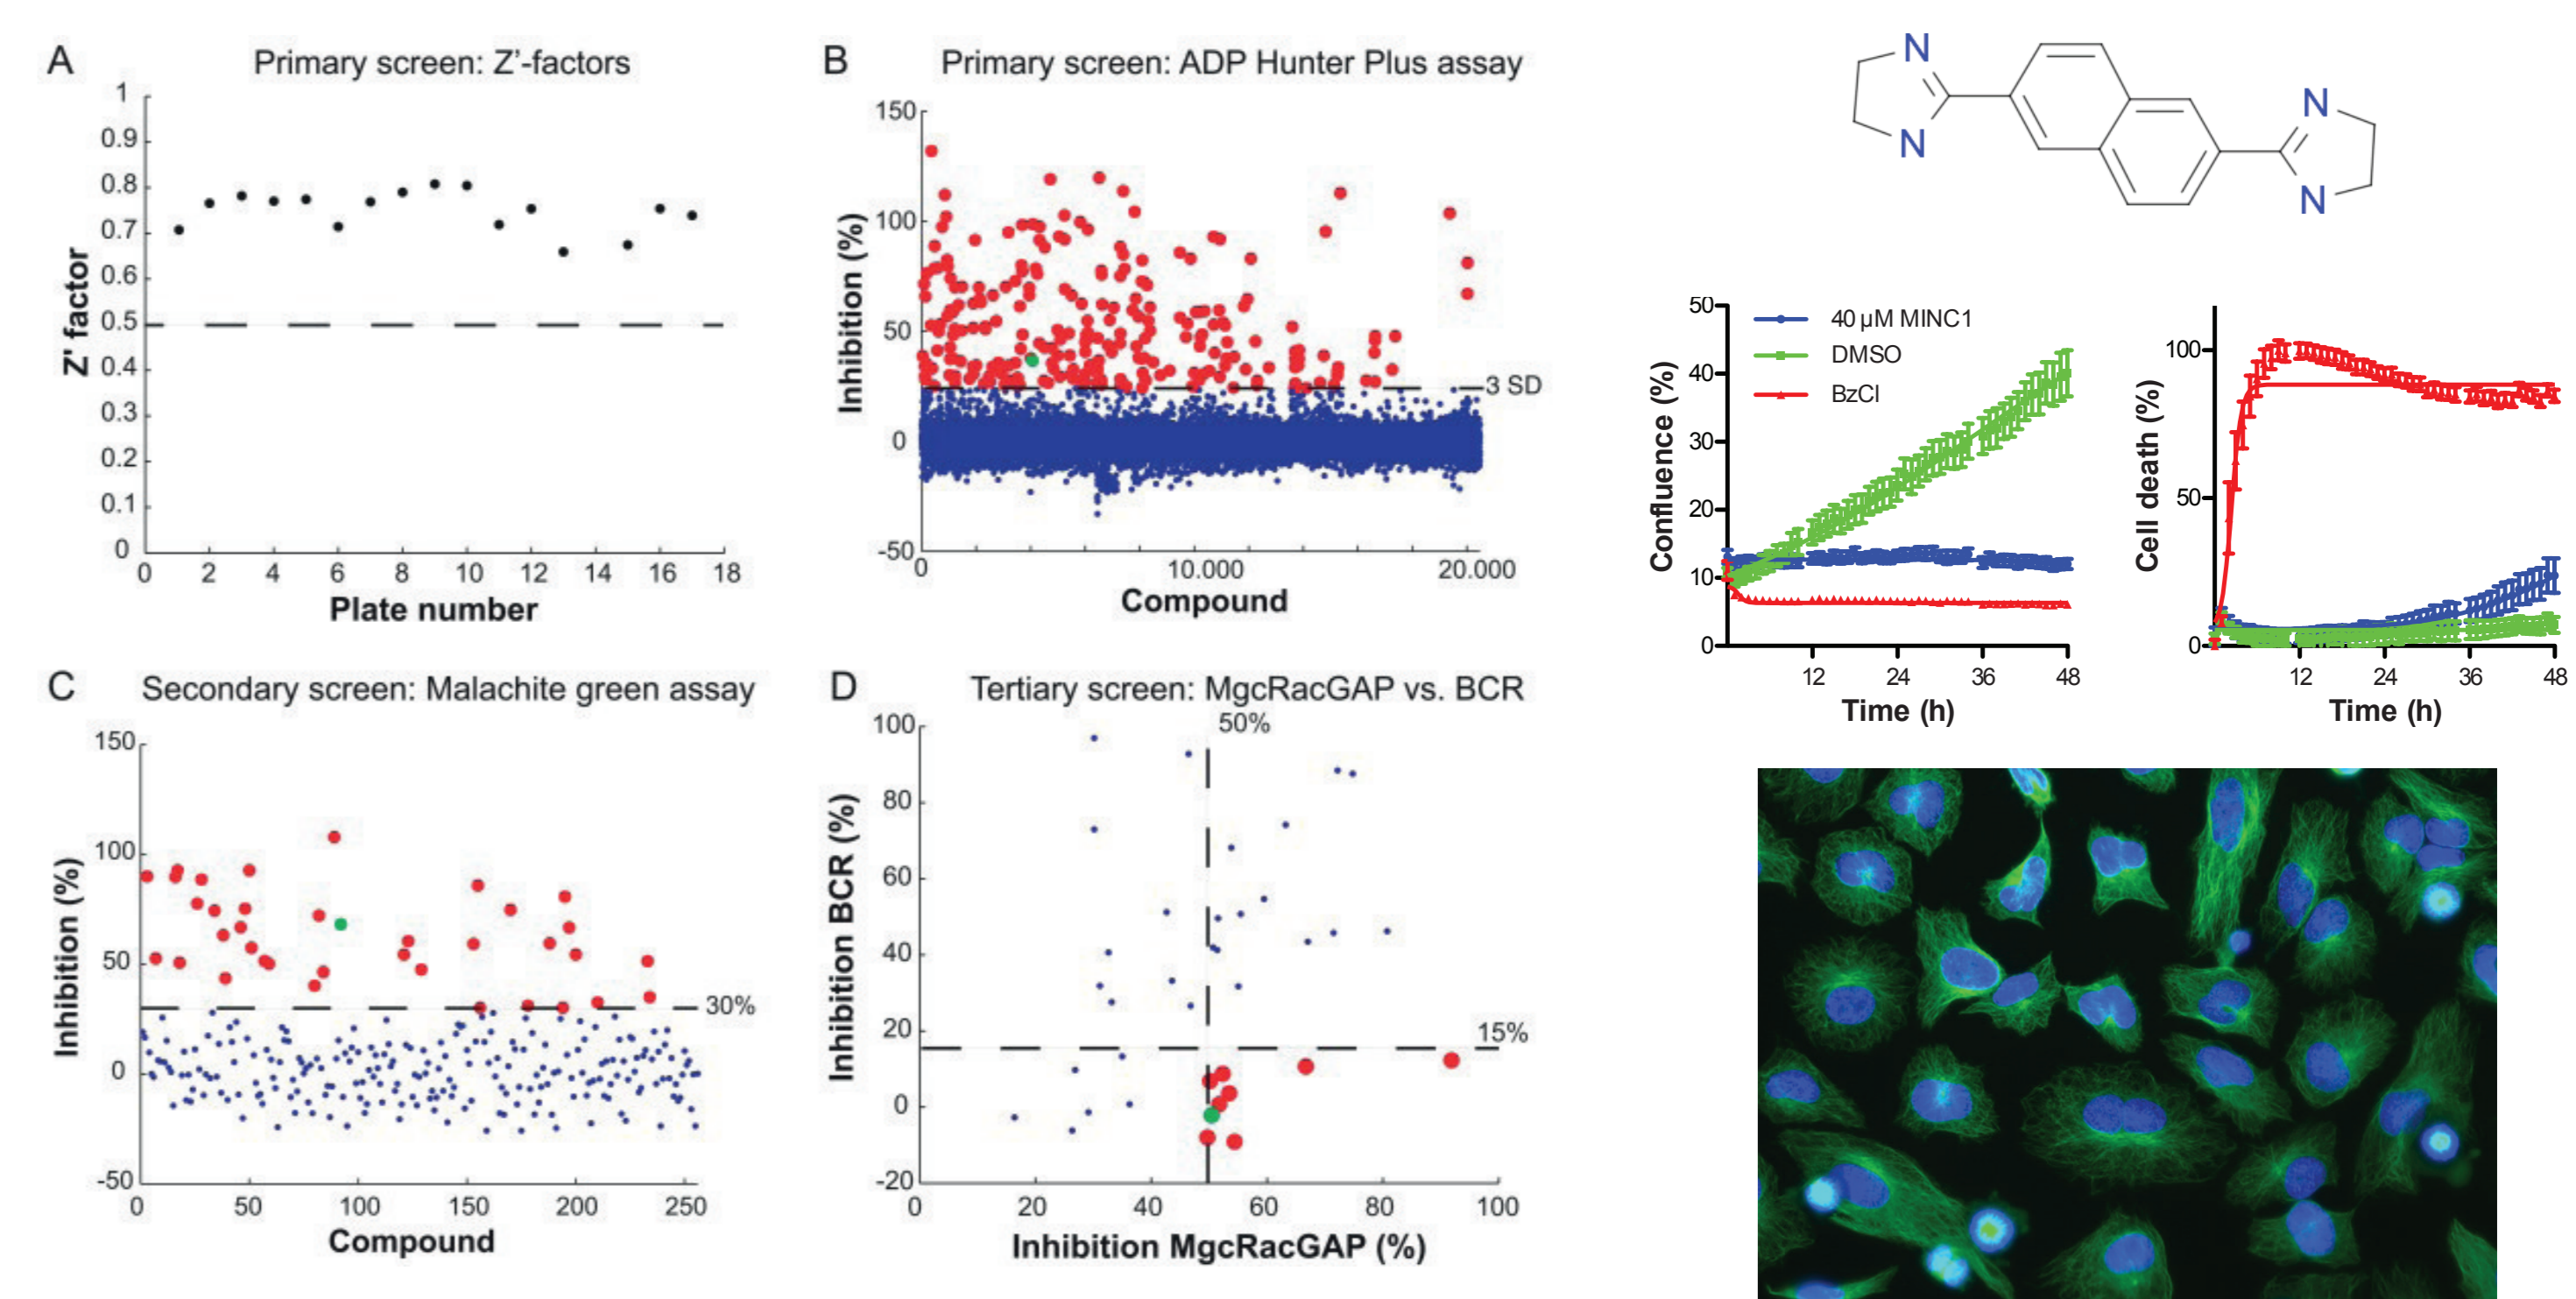 A
Primary screen: Z'-factors
1
0.9
0.8
0.7
0.6
0.5
0.4
0.3
0.2
0.1
0
Z' factor
0 2 4 6 8 10 12 14 16 18
Plate number
B
Primary screen: ADP Hunter Plus assay
150
100
50
0
-50
Inhibition (%)
3 SD
0 10.000 20.000
Compound
C
Secondary screen: Malachite green assay
150
100
50
0
-50
Inhibition (%)
30%
0 50 100 150 200 250
Compound
D
Tertiary screen: MgcRacGAP vs. BCR
100
80
60
40
20
0
-20
Inhibition BCR (%)
50%
15%
0 20 40 60 80 100
Inhibition MgcRacGAP (%)
N
N
N
N
50
40
30
20
10
0
Confluence (%)
40 µM MINC1
DMSO
BzCl
12 24 36 48
Time (h)
100
50
0
Cell death (%)
12 24 36 48
Time (h)